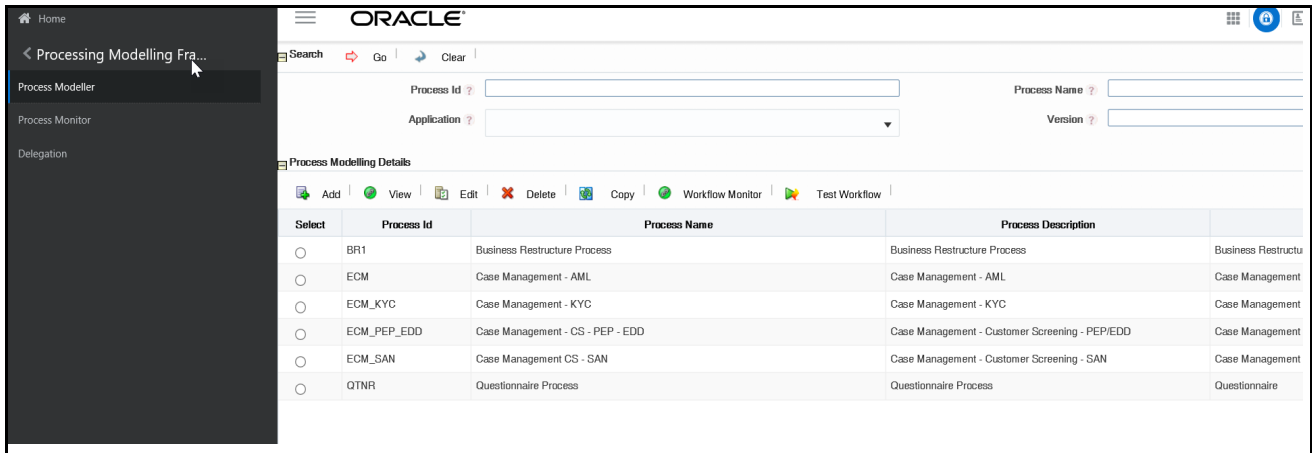 Home
Processing Modelling Fra...
Process Modeller
Process Monitor
Delegation
ORACLE
Search Go Clear
Process Id ? Process Name ?
Application ? Version ?
Process Modelling Details
Add View Edit Delete Copy Workflow Monitor Test Workflow
Select Process Id Process Name Process Description
BR1 Business Restructure Process Business Restructure Process Business Restructu
ECM Case Management - AML Case Management - AML Case Management
ECM_KYC Case Management - KYC Case Management - KYC Case Management
ECM_PEP_EDD Case Management - CS - PEP - EDD Case Management - Customer Screening - PEP/EDD Case Management
ECM_SAN Case Management CS - SAN Case Management - Customer Screening - SAN Case Management
QTNR Questionnaire Process Questionnaire Process Questionnaire